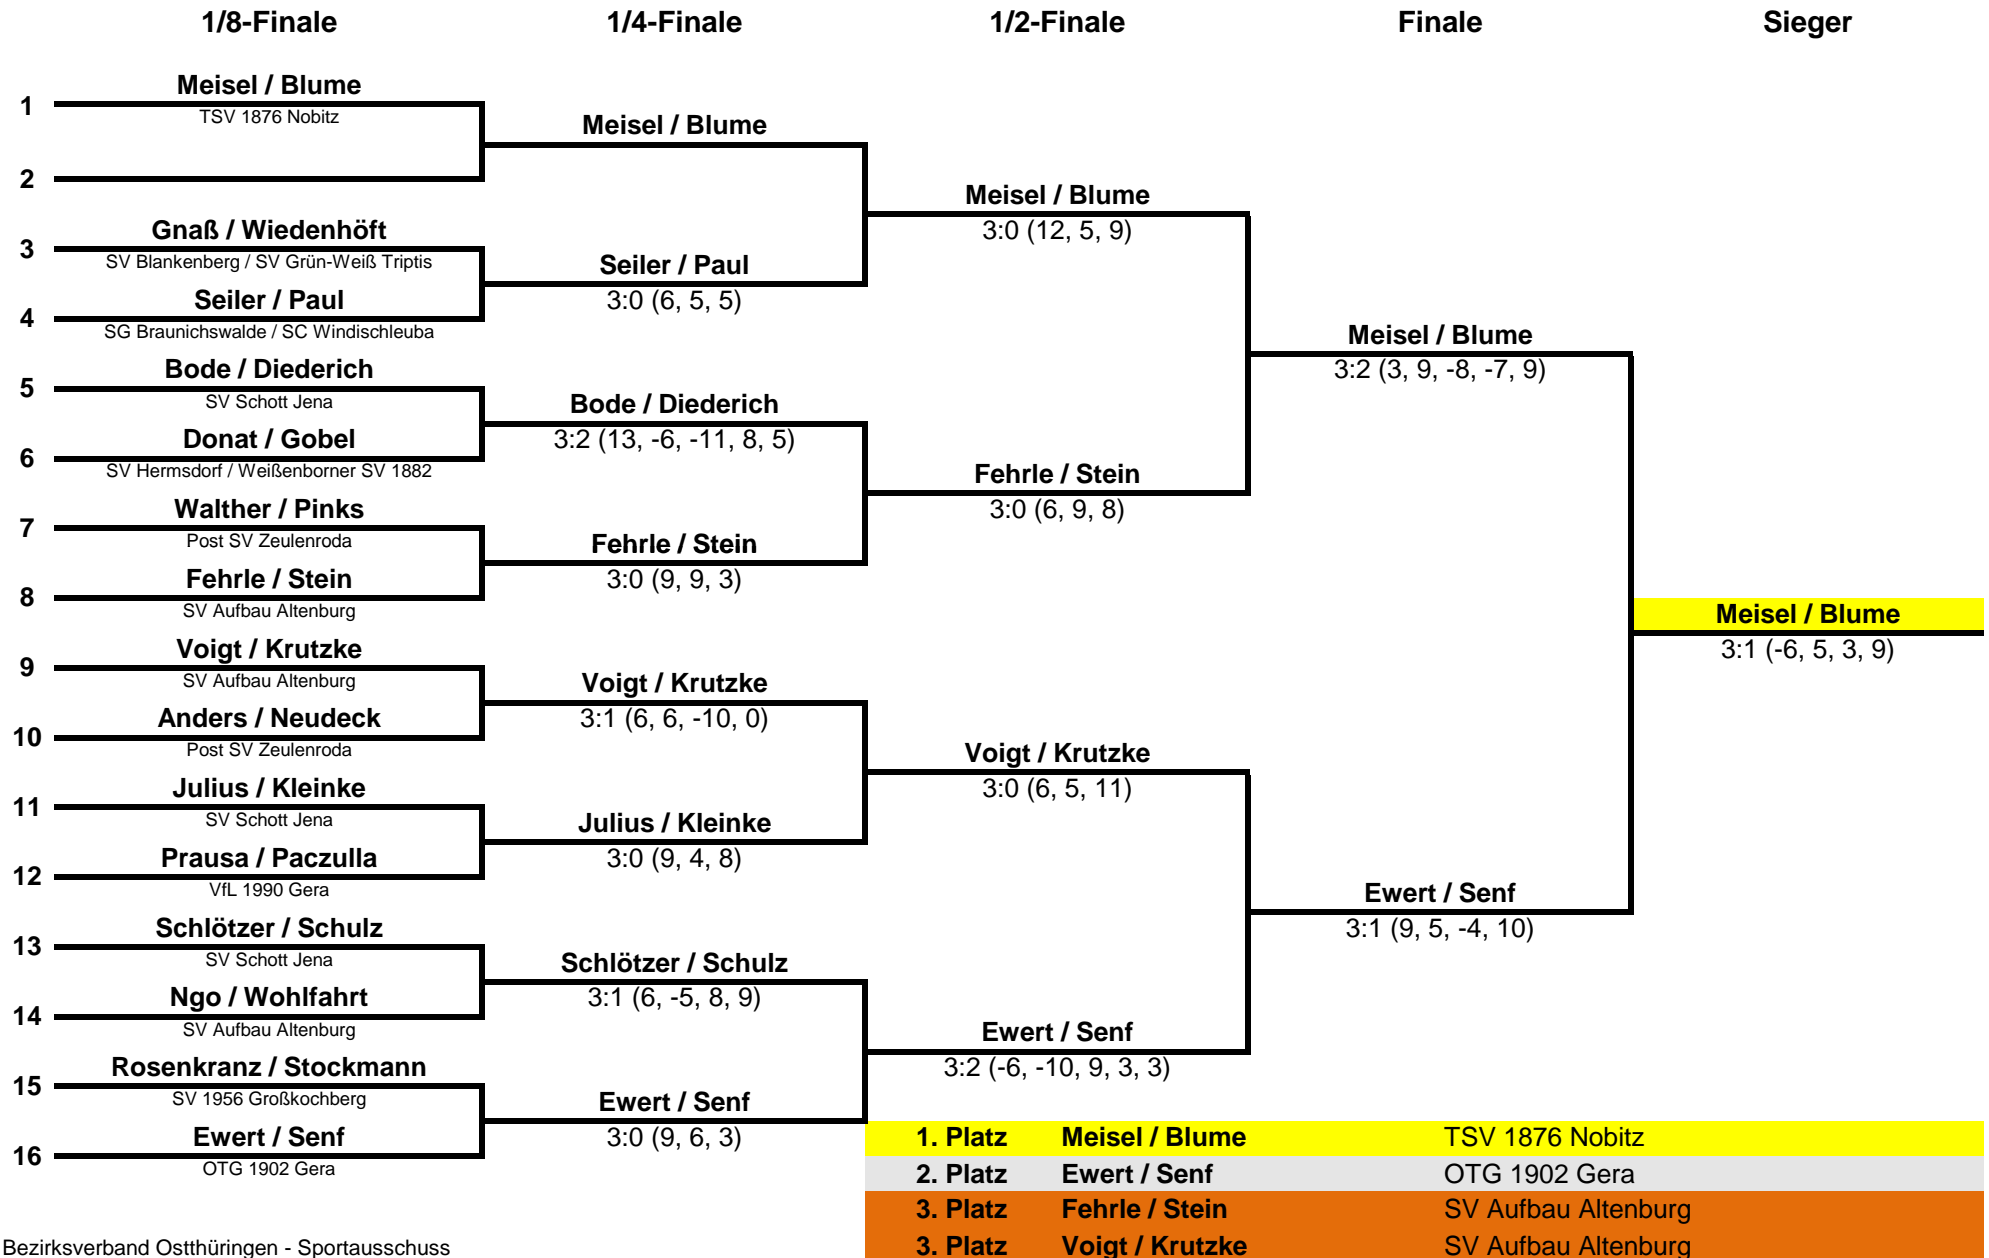 1/8-Finale 1/4-Finale 1/2-Finale Finale Sieger
Meisel / Blume
1
TSV 1876 Nobitz
Meisel / Blume
2
Meisel / Blume
Gnaß / Wiedenhöft
3:0 (12, 5, 9)
3
SV Blankenberg / SV Grün-Weiß Triptis
Seiler / Paul
Seiler / Paul
3:0 (6, 5, 5)
4
SG Braunichswalde / SC Windischleuba
Meisel / Blume
Bode / Diederich
3:2 (3, 9, -8, -7, 9)
5
SV Schott Jena
Bode / Diederich
Donat / Gobel
3:2 (13, -6, -11, 8, 5)
6
SV Hermsdorf / Weißenborner SV 1882
Fehrle / Stein
Walther / Pinks
3:0 (6, 9, 8)
7
Post SV Zeulenroda
Fehrle / Stein
Fehrle / Stein
3:0 (9, 9, 3)
8
SV Aufbau Altenburg
Meisel / Blume
Voigt / Krutzke
3:1 (-6, 5, 3, 9)
9
SV Aufbau Altenburg
Voigt / Krutzke
Anders / Neudeck
3:1 (6, 6, -10, 0)
10
Post SV Zeulenroda
Voigt / Krutzke
Julius / Kleinke
3:0 (6, 5, 11)
11
SV Schott Jena
Julius / Kleinke
Prausa / Paczulla
3:0 (9, 4, 8)
12
VfL 1990 Gera
Ewert / Senf
Schlötzer / Schulz
3:1 (9, 5, -4, 10)
13
SV Schott Jena
Schlötzer / Schulz
Ngo / Wohlfahrt
3:1 (6, -5, 8, 9)
14
SV Aufbau Altenburg
Ewert / Senf
Rosenkranz / Stockmann
3:2 (-6, -10, 9, 3, 3)
15
SV 1956 Großkochberg
Ewert / Senf
Ewert / Senf
3:0 (9, 6, 3)
16
OTG 1902 Gera
1. Platz Meisel / Blume TSV 1876 Nobitz
2. Platz Ewert / Senf OTG 1902 Gera
3. Platz Fehrle / Stein SV Aufbau Altenburg
3. Platz Voigt / Krutzke SV Aufbau Altenburg
Bezirksverband Ostthüringen - Sportausschuss